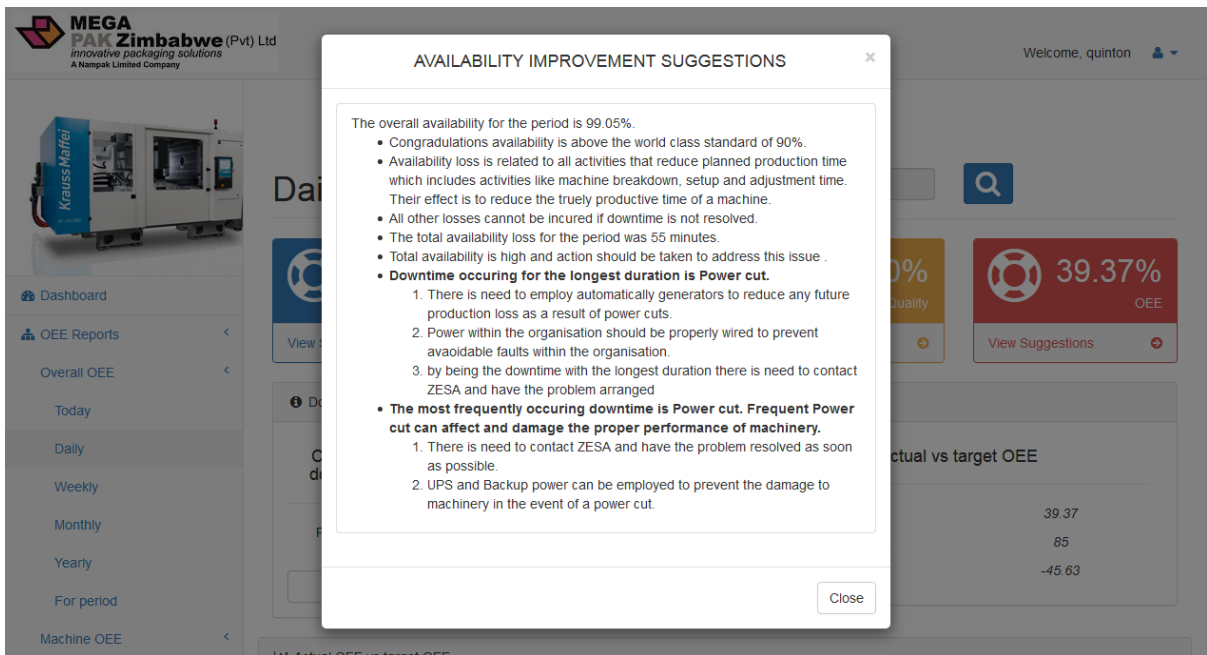 MEGA
PAK Zimbabwe (Pvt) Ltd
innovative packaging solutions
A Nampak Limited Company
Welcome, quinton
KraussMaffei
Dashboard
OEE Reports
Overall OEE
Today
Daily
Weekly
Monthly
Yearly
For period
Machine OEE
AVAILABILITY IMPROVEMENT SUGGESTIONS ×
The overall availability for the period is 99.05%.
• Congradulations availability is above the world class standard of 90%.
• Availability loss is related to all activities that reduce planned production time
which includes activities like machine breakdown, setup and adjustment time.
Their effect is to reduce the truely productive time of a machine.
• All other losses cannot be incured if downtime is not resolved.
• The total availability loss for the period was 55 minutes.
• Total availability is high and action should be taken to address this issue .
• Downtime occuring for the longest duration is Power cut.
1. There is need to employ automatically generators to reduce any future
production loss as a result of power cuts.
2. Power within the organisation should be properly wired to prevent
avaoidable faults within the organisation.
3. by being the downtime with the longest duration there is need to contact
ZESA and have the problem arranged
• The most frequently occuring downtime is Power cut. Frequent Power
cut can affect and damage the proper performance of machinery.
1. There is need to contact ZESA and have the problem resolved as soon
as possible.
2. UPS and Backup power can be employed to prevent the damage to
machinery in the event of a power cut.
Close
Dai
View
0%
Quality
39.37%
OEE
View Suggestions
Do
ctual vs target OEE
39.37
85
-45.63
Actual OEE vs target OEE